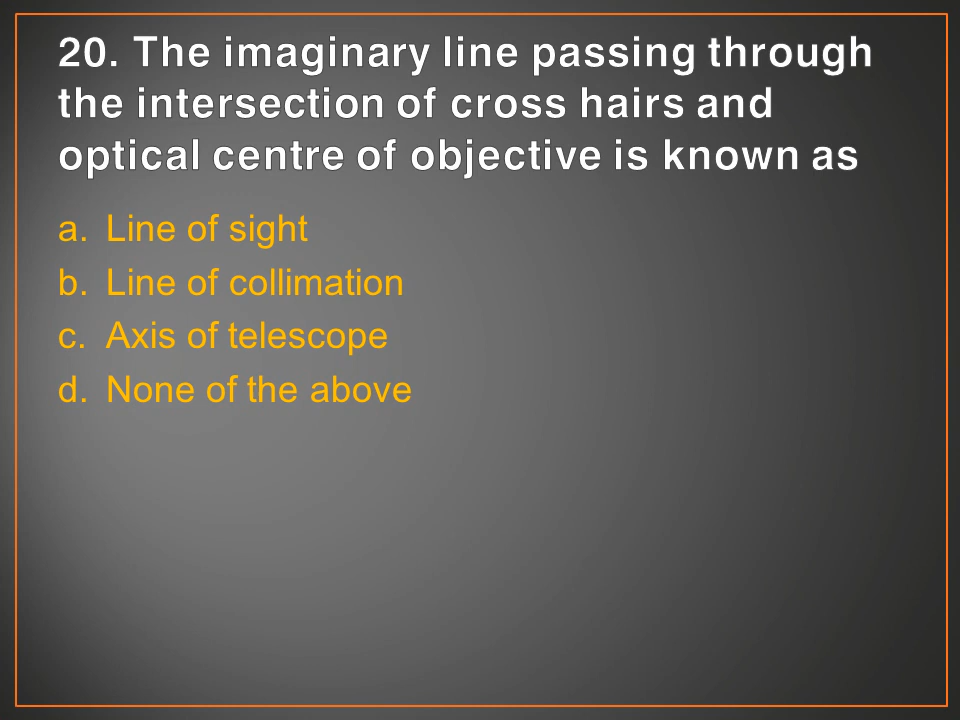 20. The imaginary line passing through
the intersection of cross hairs and
optical centre of objective is known as
a. Line of sight
b. Line of collimation
c. Axis of telescope
d. None of the above